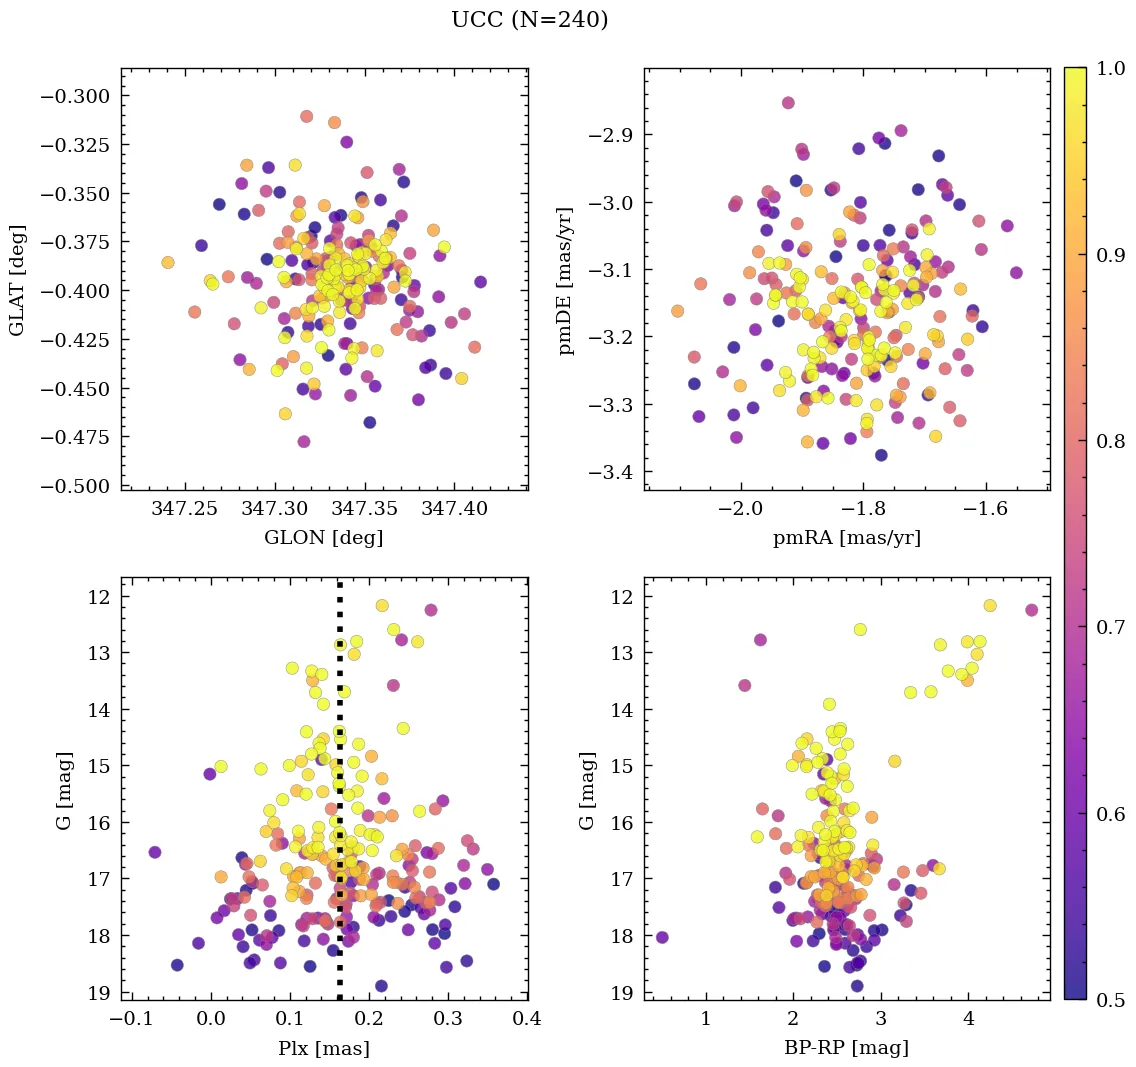 UCC (N=240)
−0.300
−0.325
−0.350
−0.375
−0.400
−0.425
−0.450
−0.475
−0.500
GLAT [deg]
347.25 347.30 347.35 347.40
GLON [deg]
−2.9
−3.0
−3.1
−3.2
−3.3
−3.4
pmDE [mas/yr]
−2.0 −1.8 −1.6
pmRA [mas/yr]
12
13
14
15
16
17
18
19
G [mag]
−0.1 0.0 0.1 0.2 0.3 0.4
Plx [mas]
12
13
14
15
16
17
18
19
G [mag]
1 2 3 4
BP-RP [mag]
1.0
0.9
0.8
0.7
0.6
0.5